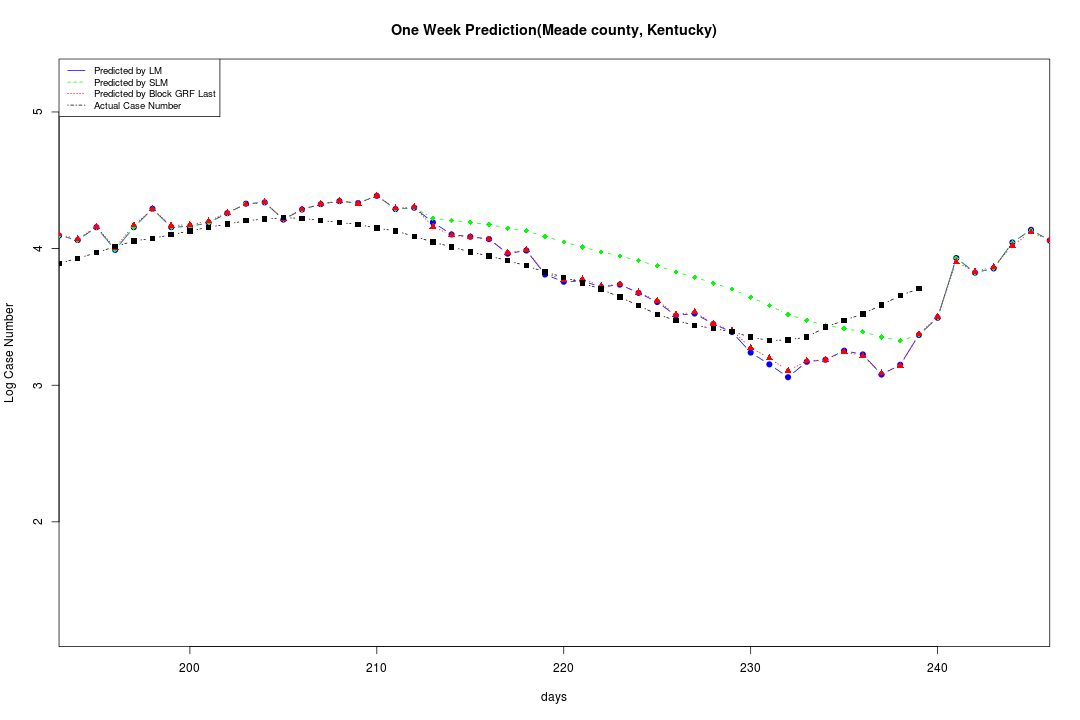 One Week Prediction(Meade county, Kentucky)
Predicted by LM
Predicted by SLM
Predicted by Block GRF Last
Actual Case Number
5
4
3
2
Log Case Number
200 210 220 230 240
days